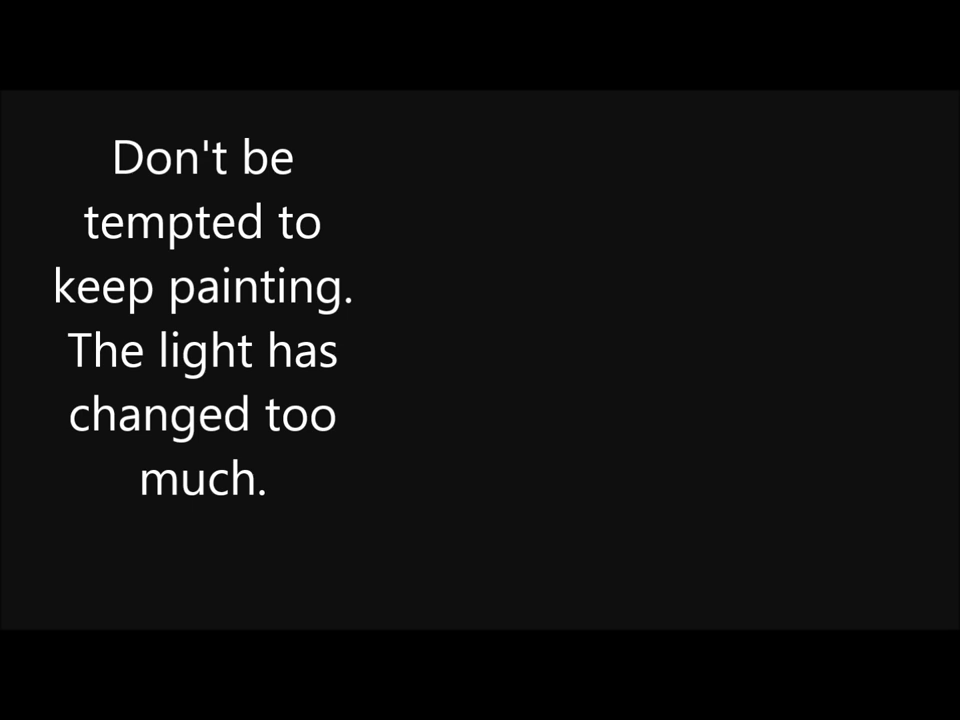 Don't be
tempted to
keep painting.
The light has
changed too
much.